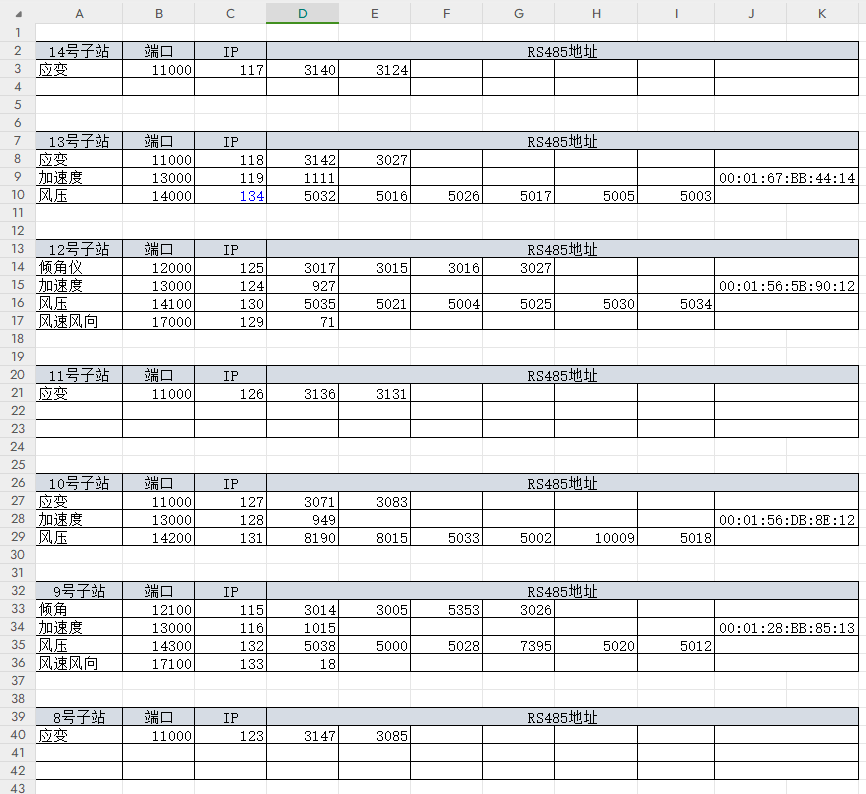 A B C D E F G H I J K
1
2 14号子站 端口 IP RS485地址
3 应变 11000 117 3140 3124
4
5
6
7 13号子站 端口 IP RS485地址
8 应变 11000 118 3142 3027
9 加速度 13000 119 1111 00:01:67:BB:44:14
10 风压 14000 134 5032 5016 5026 5017 5005 5003
11
12
13 12号子站 端口 IP RS485地址
14 倾角仪 12000 125 3017 3015 3016 3027
15 加速度 13000 124 927 00:01:56:5B:90:12
16 风压 14100 130 5035 5021 5004 5025 5030 5034
17 风速风向 17000 129 71
18
19
20 11号子站 端口 IP RS485地址
21 应变 11000 126 3136 3131
22
23
24
25
26 10号子站 端口 IP RS485地址
27 应变 11000 127 3071 3083
28 加速度 13000 128 949 00:01:56:DB:8E:12
29 风压 14200 131 8190 8015 5033 5002 10009 5018
30
31
32 9号子站 端口 IP RS485地址
33 倾角 12100 115 3014 3005 5353 3026
34 加速度 13000 116 1015 00:01:28:BB:85:13
35 风压 14300 132 5038 5000 5028 7395 5020 5012
36 风速风向 17100 133 18
37
38
39 8号子站 端口 IP RS485地址
40 应变 11000 123 3147 3085
41
42
43